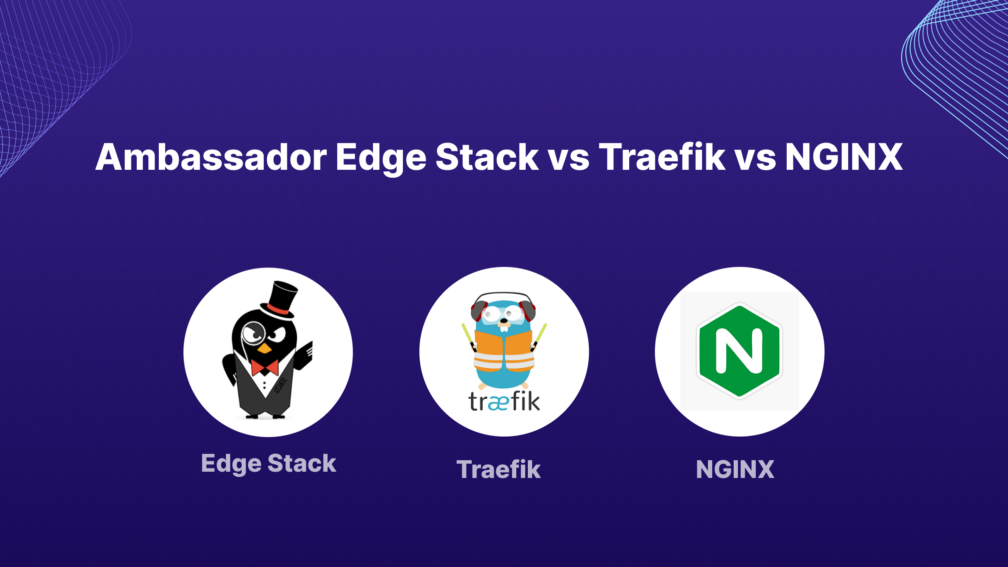 Ambassador Edge Stack vs Traefik vs NGINX
træfik
N
Edge Stack
Traefik
NGINX